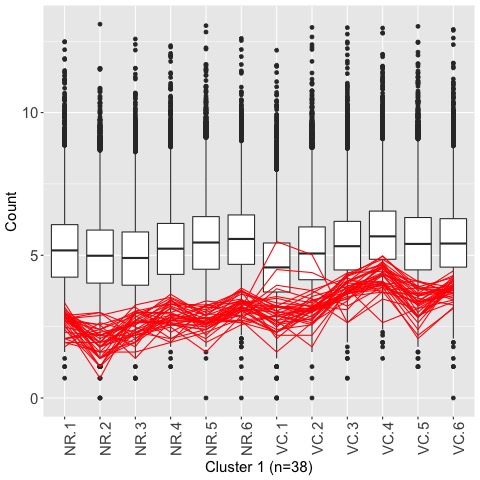 10
5
0
Count
NR.1
NR.2
NR.3
NR.4
NR.5
NR.6
VC.1
VC.2
VC.3
VC.4
VC.5
VC.6
Cluster 1 (n=38)